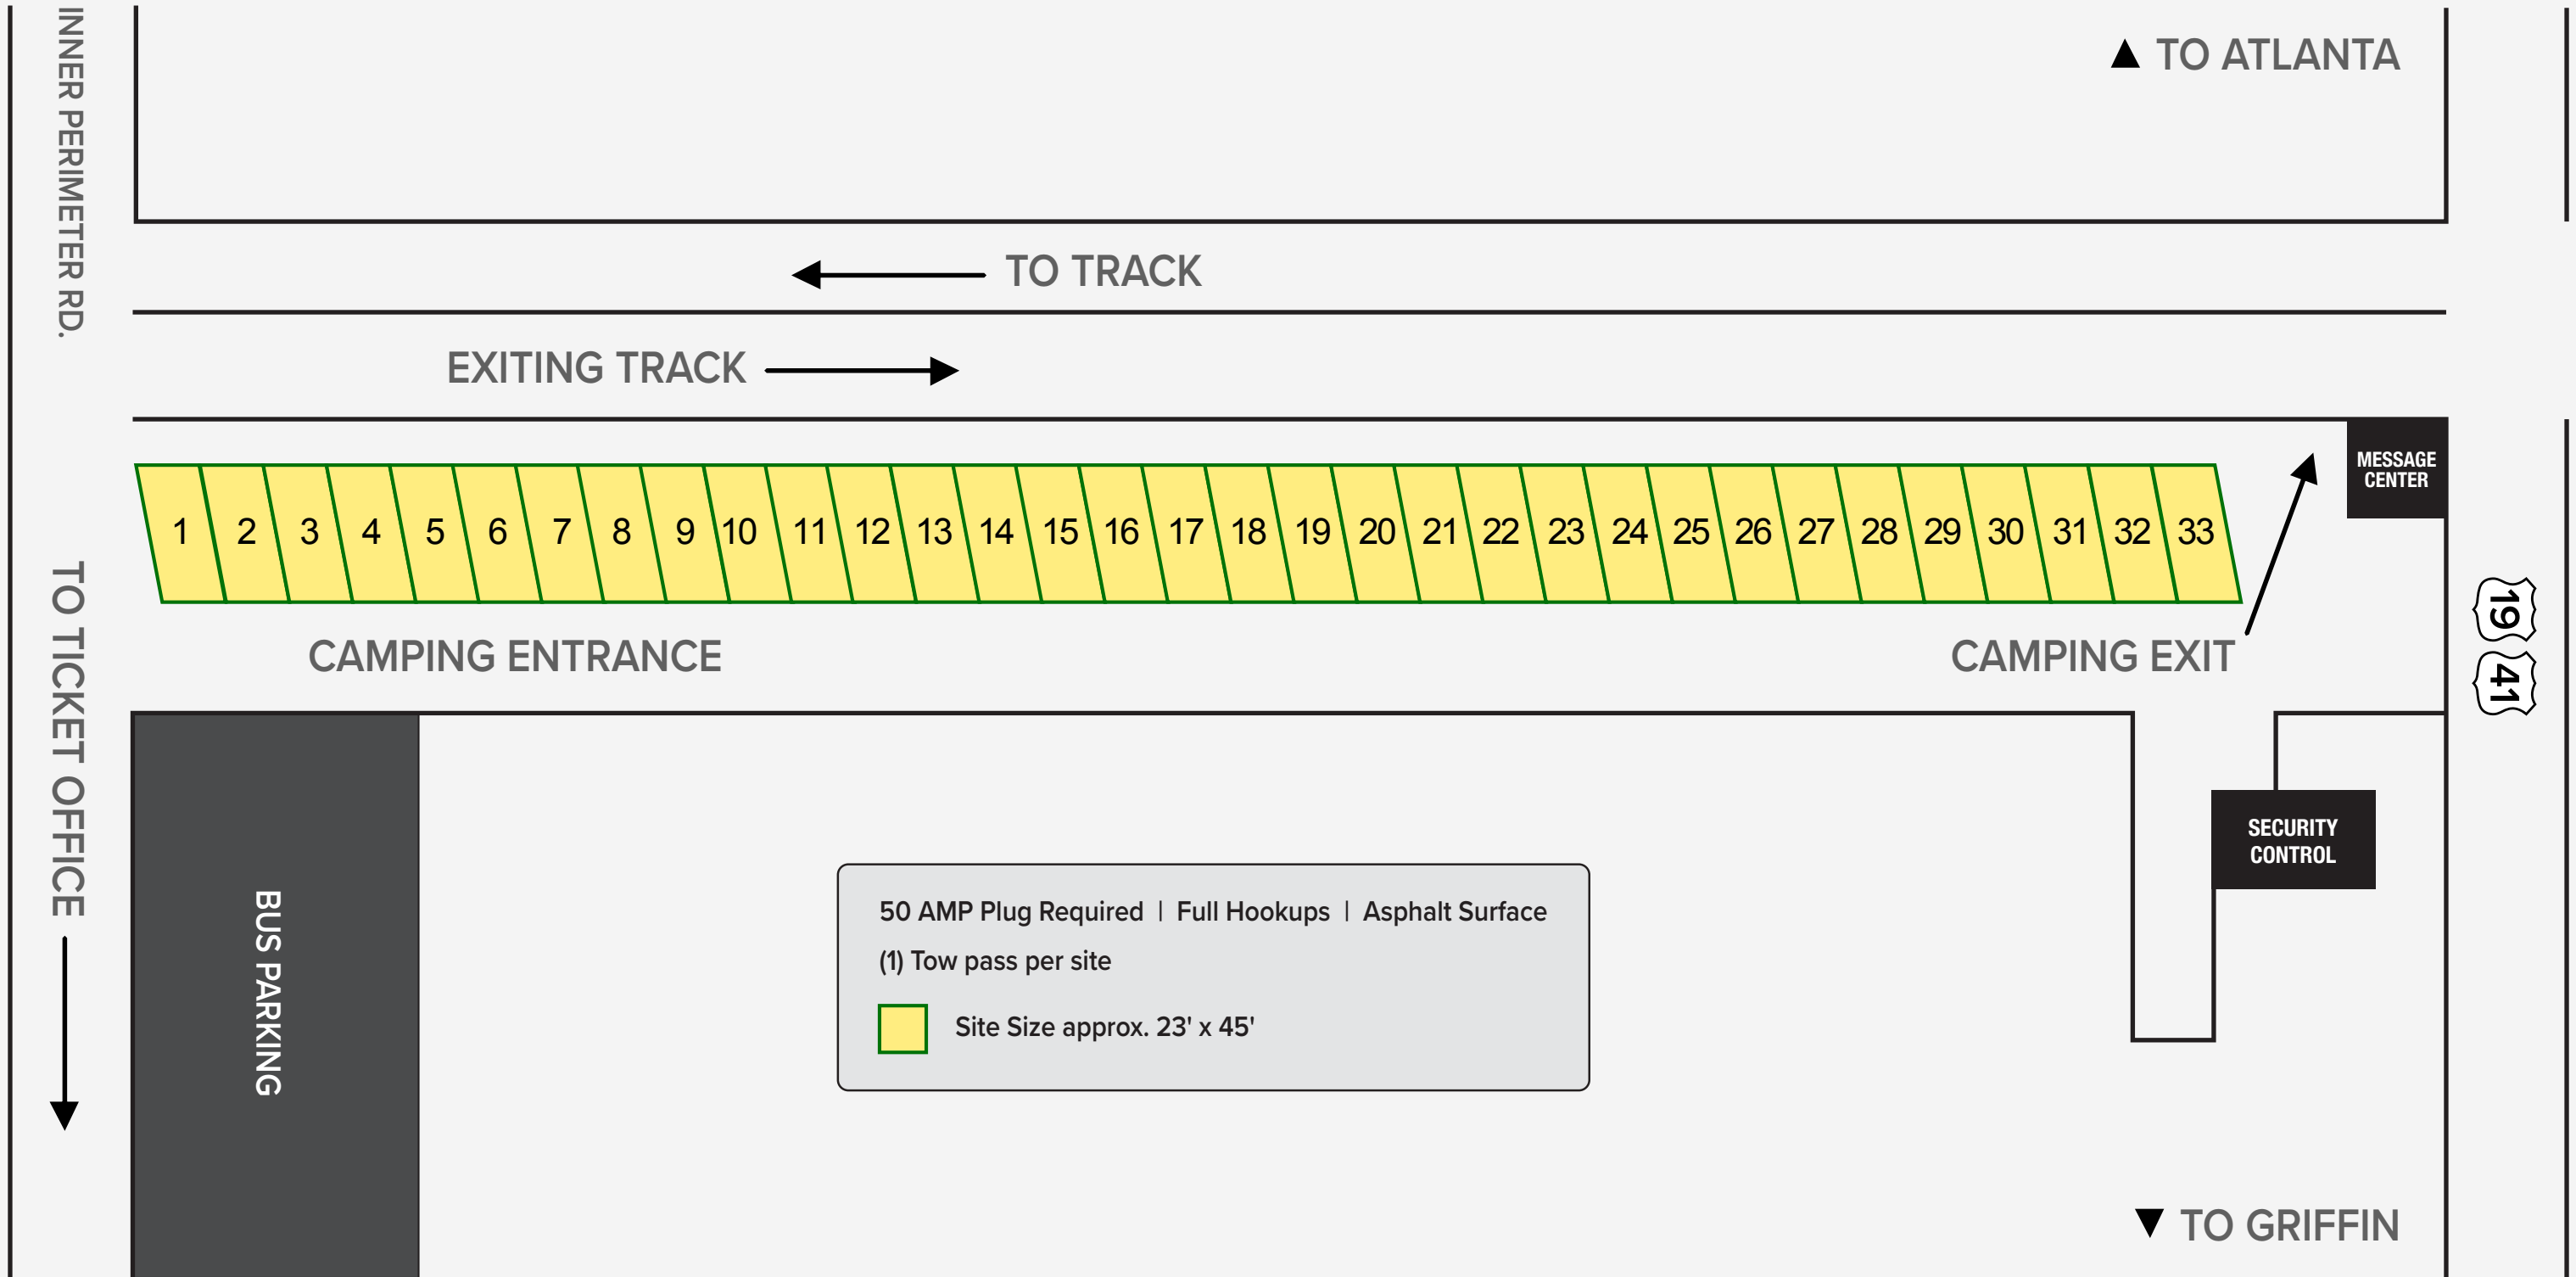 INNER PERIMETER RD.
TO ATLANTA
TO TRACK
EXITING TRACK
MESSAGE
CENTER
1 2 3 4 5 6 7 8 9 10 11 12 13 14 15 16 17 18 19 20 21 22 23 24 25 26 27 28 29 30 31 32 33
19
41
CAMPING ENTRANCE
CAMPING EXIT
TO TICKET OFFICE
SECURITY
CONTROL
BUS PARKING
50 AMP Plug Required | Full Hookups | Asphalt Surface
(1) Tow pass per site
Site Size approx. 23' x 45'
TO GRIFFIN